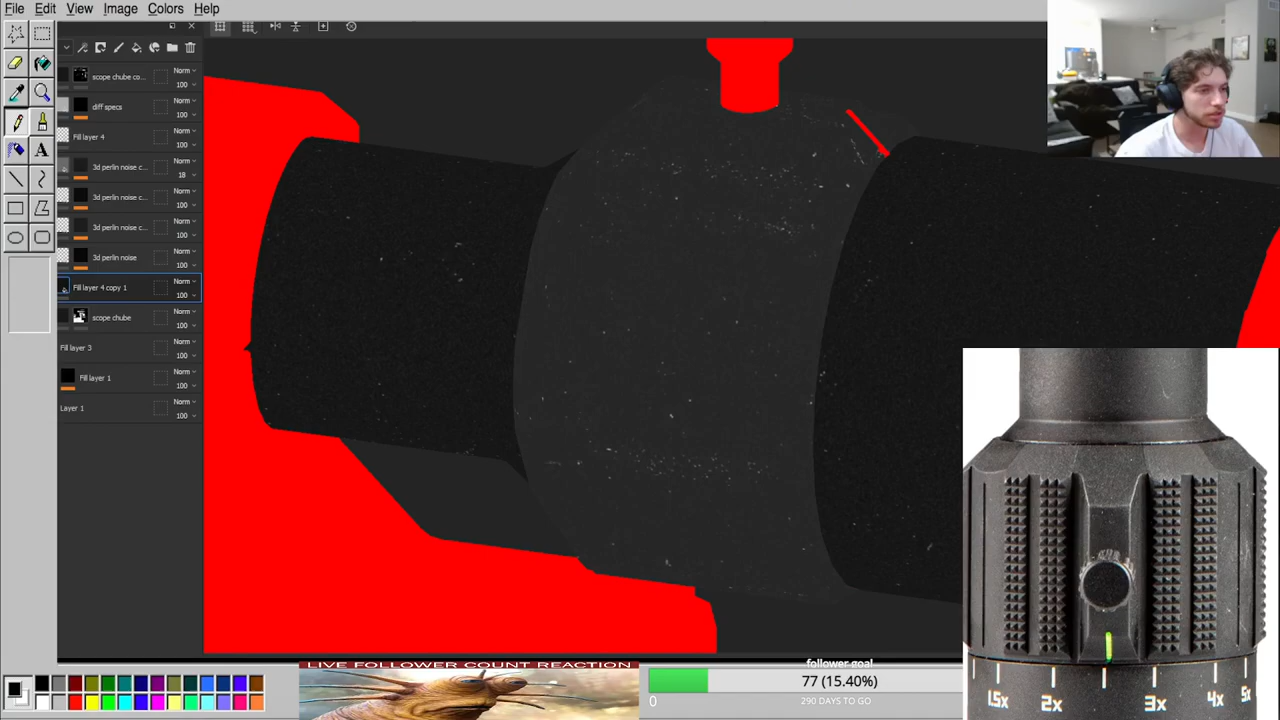 File Edit View Image Colors Help
Norm
scope chube co...
100
Norm
diff specs
100
Norm
Fill layer 4
100
Norm
3d perlin noise c...
18
Norm
3d perlin noise c...
100
Norm
3d perlin noise c...
100
Norm
3d perlin noise
100
Norm
Fill layer 4 copy 1
100
Norm
scope chube
100
Norm
Fill layer 3
100
Norm
Fill layer 1
100
Norm
Layer 1
100
A
1.5x 2x 3x 4x 5x
LIVE FOLLOWER COUNT REACTION
follower goal
77 (15.40%)
0
290 DAYS TO GO